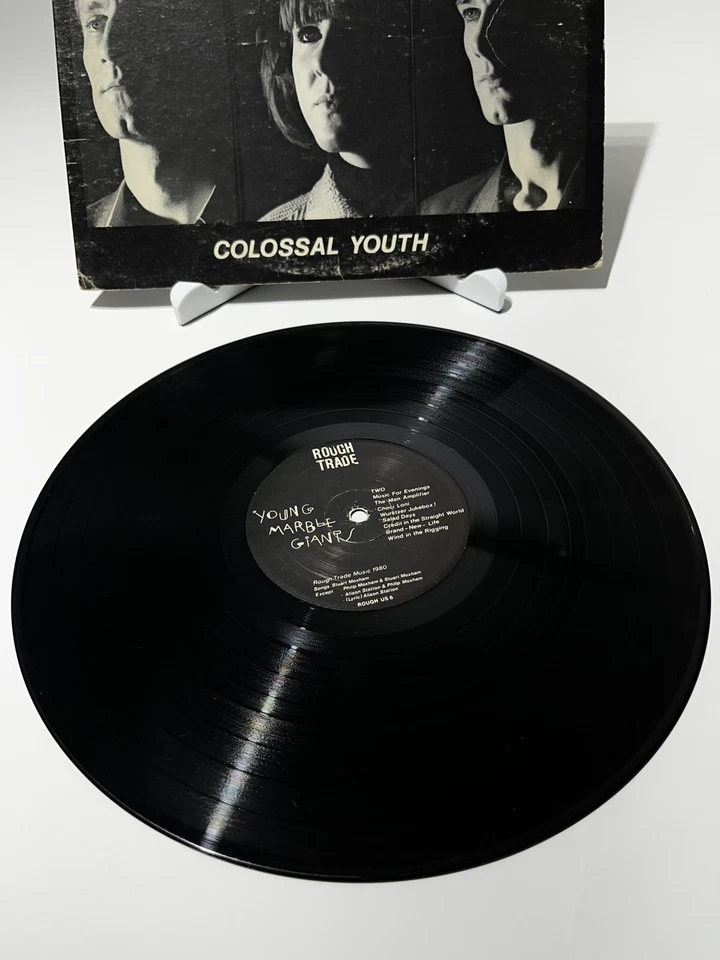 COLOSSAL YOUTH
ROUGH
TRADE
YOUNG
MARBLE
GIANTS
TWO
Music For Evenings
The Man Amplifier
Choci Loni
Wurlitzer Jukebox!
Salad Days
Credit in the Straight World
Brand - New - Life
Wind in the Rigging
Rough Trade Music 1980
Songs Stuart Moxham
Except Philip Moxham & Stuart Moxham
Alison Statton & Philip Moxham
(Lyric) Alison Statton
ROUGH US 6